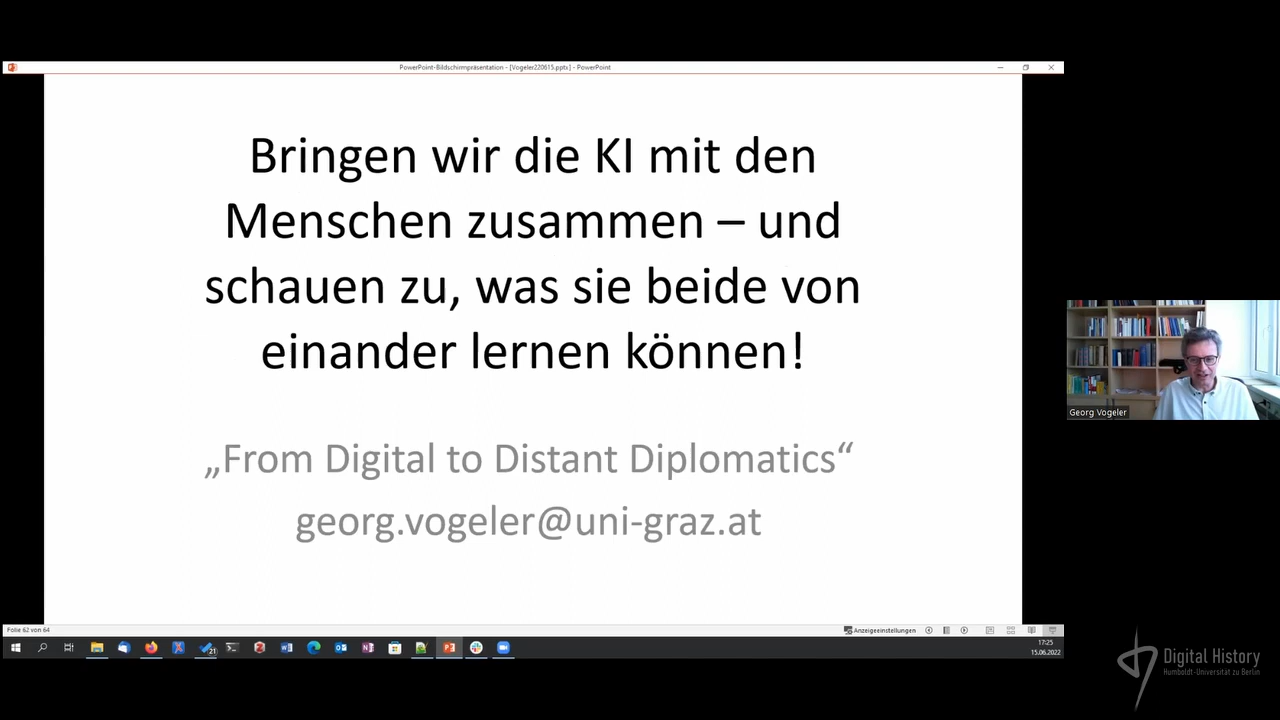 PowerPoint-Bildschirmpräsentation - [Vogeler220615.pptx] - PowerPoint
Bringen wir die KI mit den
Menschen zusammen – und
schauen zu, was sie beide von
einander lernen können!
„From Digital to Distant Diplomatics“
georg.vogeler@uni-graz.at
Georg Vogeler
Folie 62 von 64
Anzeigeeinstellungen
21
17:25
15.06.2022
Digital History
Humboldt-Universität zu Berlin